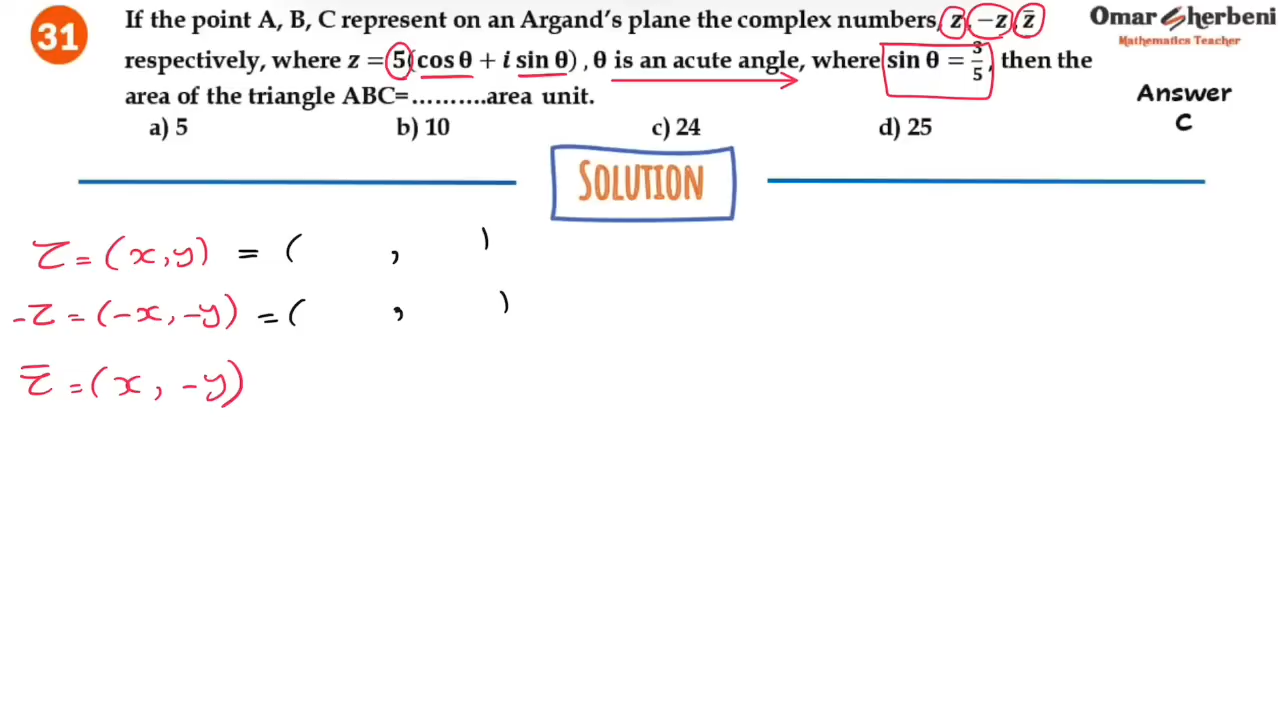 31
If the point A, B, C represent on an Argand's plane the complex numbers, z, −z, z̄
respectively, where z = 5(cos θ + i sin θ), θ is an acute angle, where sin θ = 3/5, then the
area of the triangle ABC=..........area unit.
a) 5 b) 10 c) 24 d) 25
Omar Sherbeni
Mathematics Teacher
Answer
C
SOLUTION
z = (x, y) = ( , )
-z = (-x, -y) = ( , )
z̄ = (x, -y)